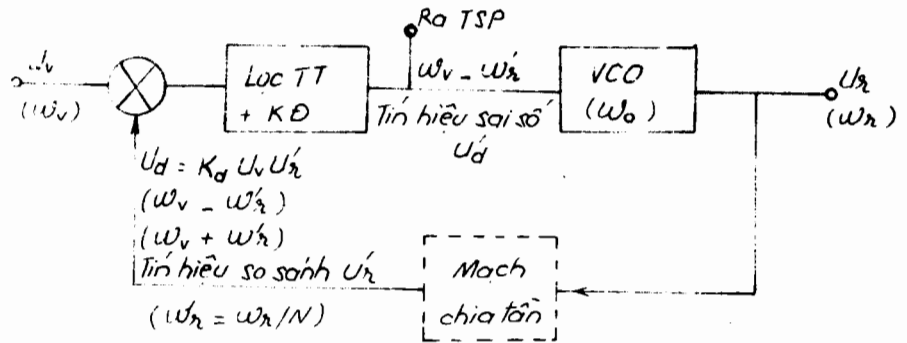 Ra TSP
Uᵥ
(ωᵥ)
Lọc TT
+ KĐ
ωᵥ - ω'ᵣ
Tín hiệu sai số
U'd
VCO
(ω₀)
Uᵣ
(ωᵣ)
Ud = Kd Uᵥ U'ᵣ
(ωᵥ - ω'ᵣ)
(ωᵥ + ω'ᵣ)
Tín hiệu so sánh U'ᵣ
(ω'ᵣ = ωᵣ/N)
Mạch
chia tần